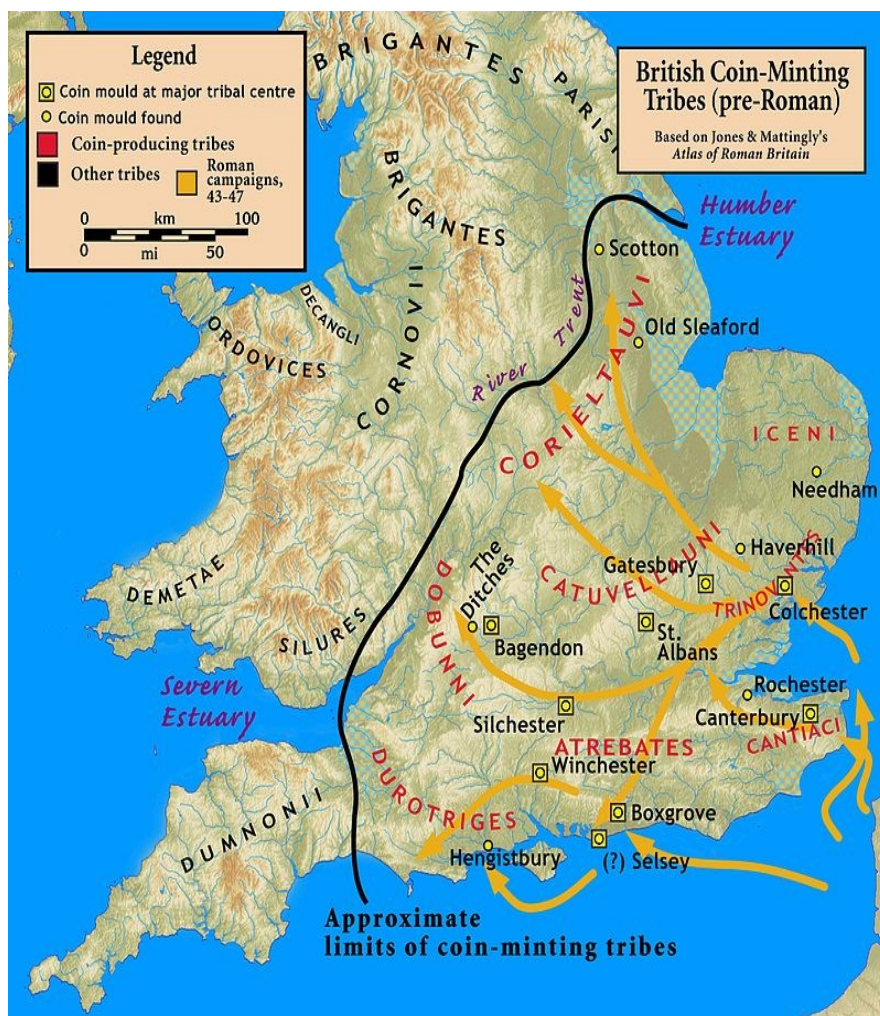 Legend
Coin mould at major tribal centre
Coin mould found
Coin-producing tribes
Other tribes
Roman
campaigns,
43-47
0 km 100
0 mi 50
British Coin-Minting
Tribes (pre-Roman)
Based on Jones & Mattingly's
Atlas of Roman Britain
BRIGANTES
PARISI
BRIGANTES
Humber
Estuary
Scotton
River Trent
DECANGLI
ORDOVICES
CORNOVII
Old Sleaford
CORIELTAUVI
ICENI
Needham
Haverhill
Gatesbury
CATUVELLAUNI
TRINOVANTES
Colchester
DEMETAE
SILURES
DOBUNNI
The
Ditches
Bagendon
St.
Albans
Severn
Estuary
Rochester
Canterbury
CANTIACI
Silchester
ATREBATES
Winchester
DUROTRIGES
DUMNONII
Boxgrove
Hengistbury
(?) Selsey
Approximate
limits of coin-minting tribes